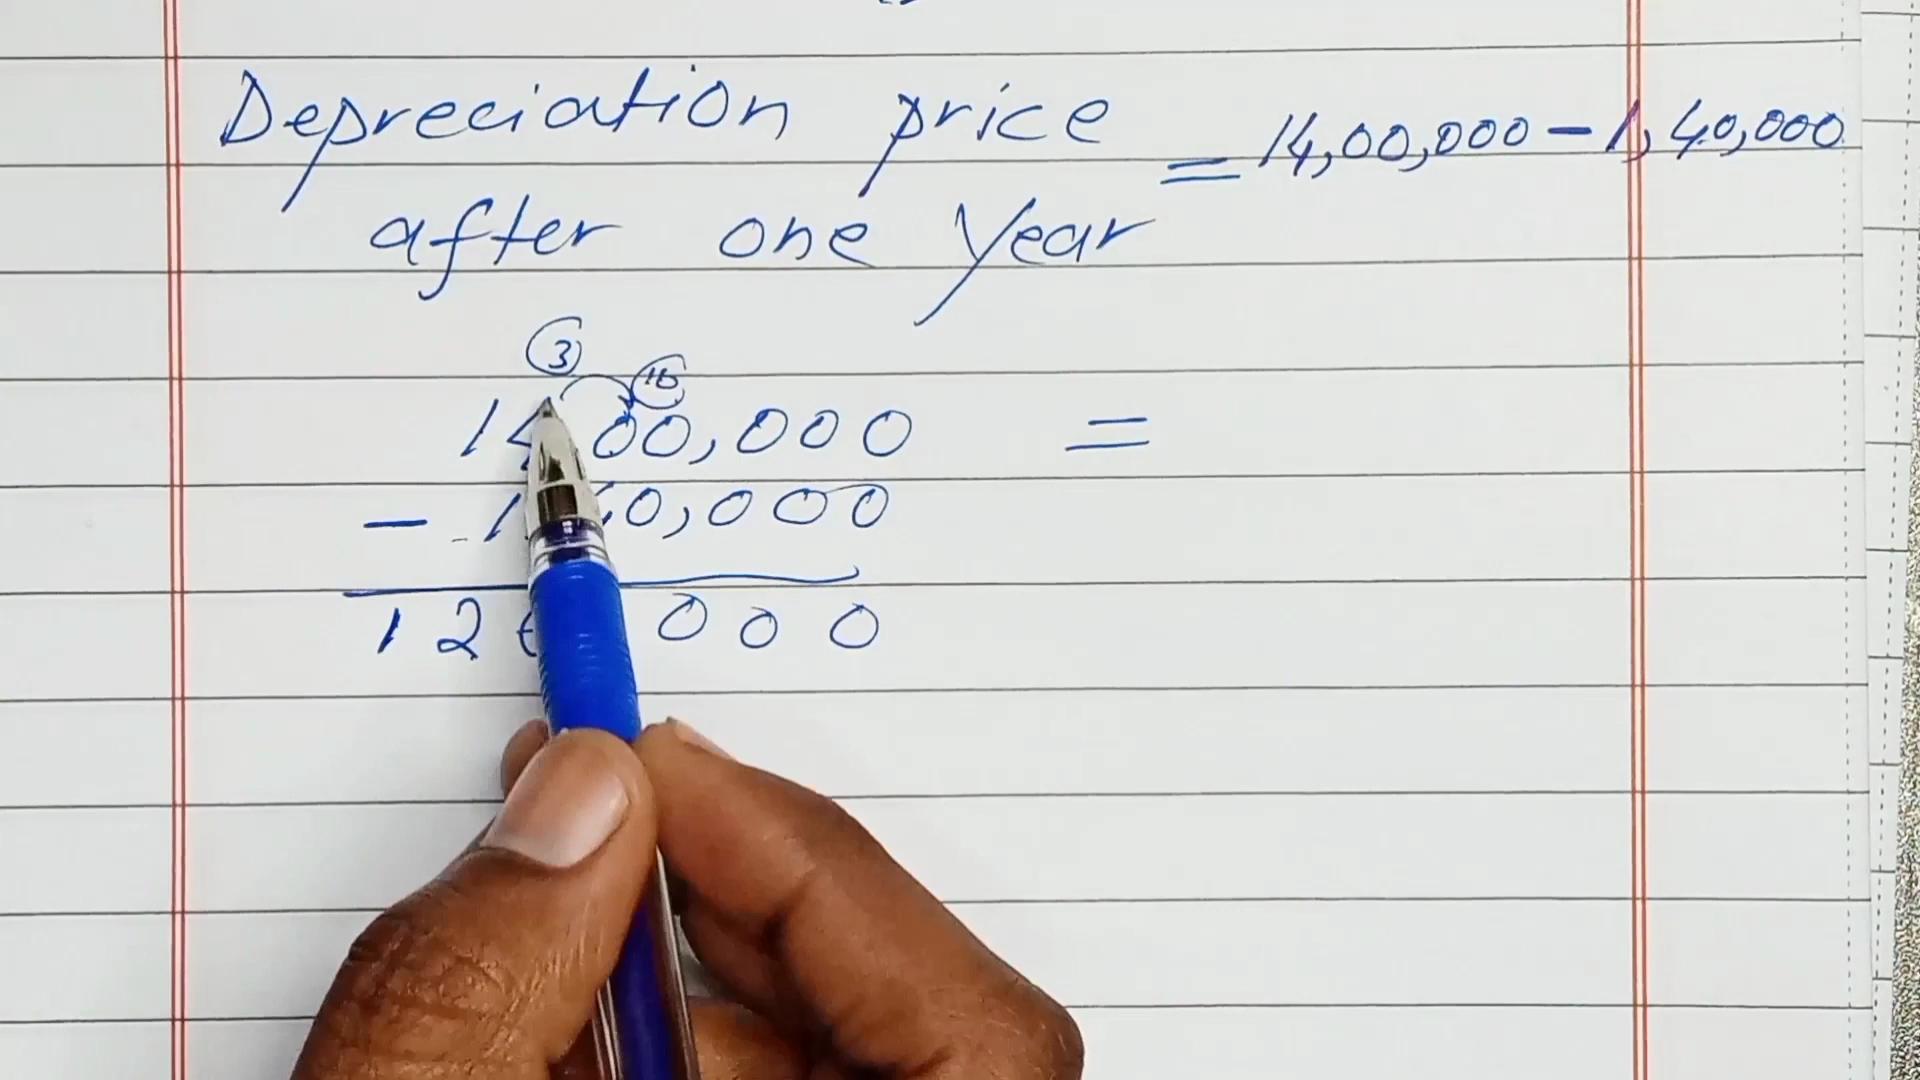 Depreciation price = 14,00,000 - 1,40,000
after one year
3 10
14 00,000 =
- 1 0,000
12 000